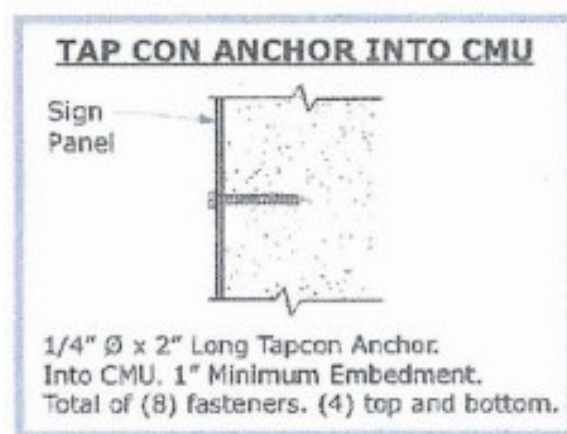 TAP CON ANCHOR INTO CMU
Sign
Panel
1/4" Ø x 2" Long Tapcon Anchor.
Into CMU. 1" Minimum Embedment.
Total of (8) fasteners. (4) top and bottom.